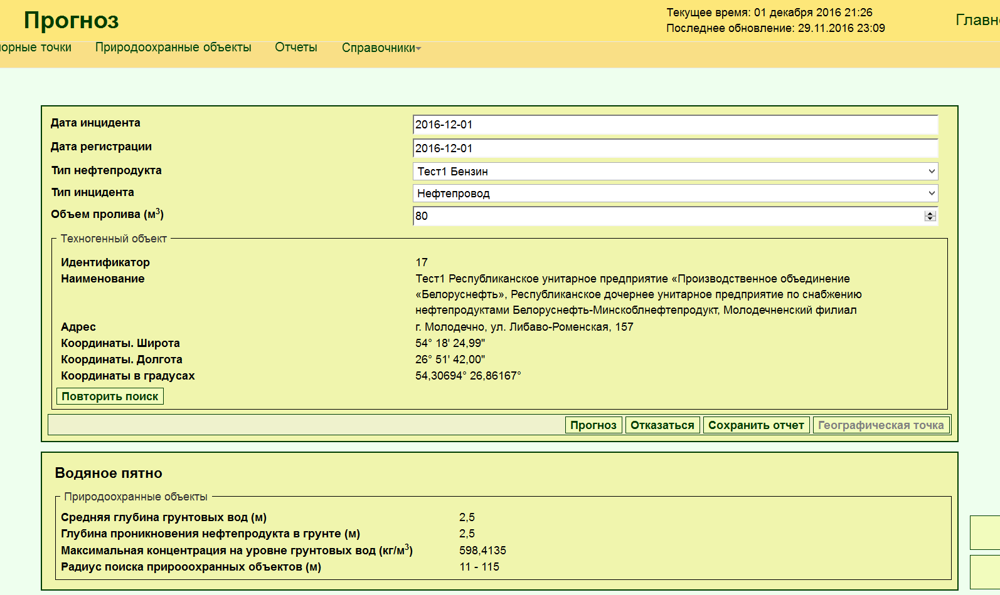 Прогноз
Текущее время: 01 декабря 2016 21:26
Последнее обновление: 29.11.2016 23:09
точки
Природоохранные объекты
Отчеты
Справочники
Дата инцидента 2016-12-01
Дата регистрации 2016-12-01
Тип нефтепродукта Тест1 Бензин
Тип инцидента Нефтепровод
Объем пролива (м³) 80
Техногенный объект
Идентификатор 17
Наименование Тест1 Республиканское унитарное предприятие «Производственное объединение
«Белоруснефть», Республиканское дочернее унитарное предприятие по снабжению
нефтепродуктами Белоруснефть-Минскоблнефтепродукт, Молодечненский филиал
Адрес г. Молодечно, ул. Либаво-Роменская, 157
Координаты. Широта 54° 18' 24,99"
Координаты. Долгота 26° 51' 42,00"
Координаты в градусах 54,30694° 26,86167°
Повторить поиск
Прогноз Отказаться Сохранить отчет Географическая точка
Водяное пятно
Природоохранные объекты
Средняя глубина грунтовых вод (м) 2,5
Глубина проникновения нефтепродукта в грунте (м) 2,5
Максимальная концентрация на уровне грунтовых вод (кг/м³) 598,4135
Радиус поиска прирооохранных объектов (м) 11 - 115